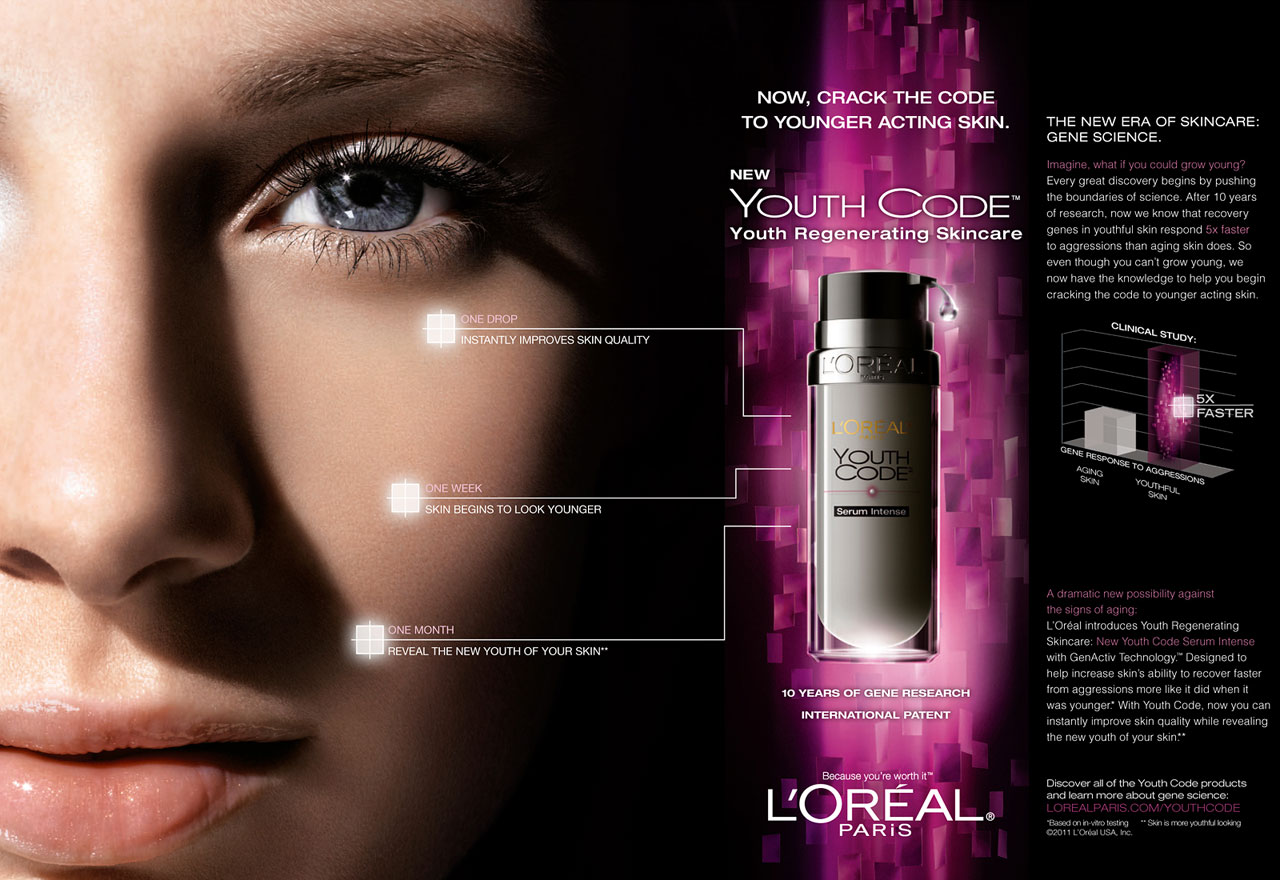 NOW, CRACK THE CODE
TO YOUNGER ACTING SKIN.
NEW
YOUTH CODE™
Youth Regenerating Skincare
ONE DROP
INSTANTLY IMPROVES SKIN QUALITY
ONE WEEK
SKIN BEGINS TO LOOK YOUNGER
ONE MONTH
REVEAL THE NEW YOUTH OF YOUR SKIN**
L'ORÉAL
PARIS
L'ORÉAL
YOUTH
CODE™
Serum Intense
10 YEARS OF GENE RESEARCH
INTERNATIONAL PATENT
Because you're worth it™
L'ORÉAL®
PARIS
THE NEW ERA OF SKINCARE:
GENE SCIENCE.
Imagine, what if you could grow young?
Every great discovery begins by pushing
the boundaries of science. After 10 years
of research, now we know that recovery
genes in youthful skin respond 5x faster
to aggressions than aging skin does. So
even though you can't grow young, we
now have the knowledge to help you begin
cracking the code to younger acting skin.
CLINICAL STUDY:
5X
FASTER
GENE RESPONSE TO AGGRESSIONS
AGING
SKIN
YOUTHFUL
SKIN
A dramatic new possibility against
the signs of aging:
L'Oréal introduces Youth Regenerating
Skincare: New Youth Code Serum Intense
with GenActiv Technology.™ Designed to
help increase skin's ability to recover faster
from aggressions more like it did when it
was younger.* With Youth Code, now you can
instantly improve skin quality while revealing
the new youth of your skin.**
Discover all of the Youth Code products
and learn more about gene science:
LOREALPARIS.COM/YOUTHCODE
*Based on in-vitro testing ** Skin is more youthful looking
©2011 L'Oréal USA, Inc.